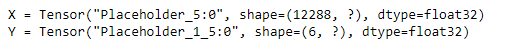 X = Tensor("Placeholder_5:0", shape=(12288, ?), dtype=float32)
Y = Tensor("Placeholder_1_5:0", shape=(6, ?), dtype=float32)